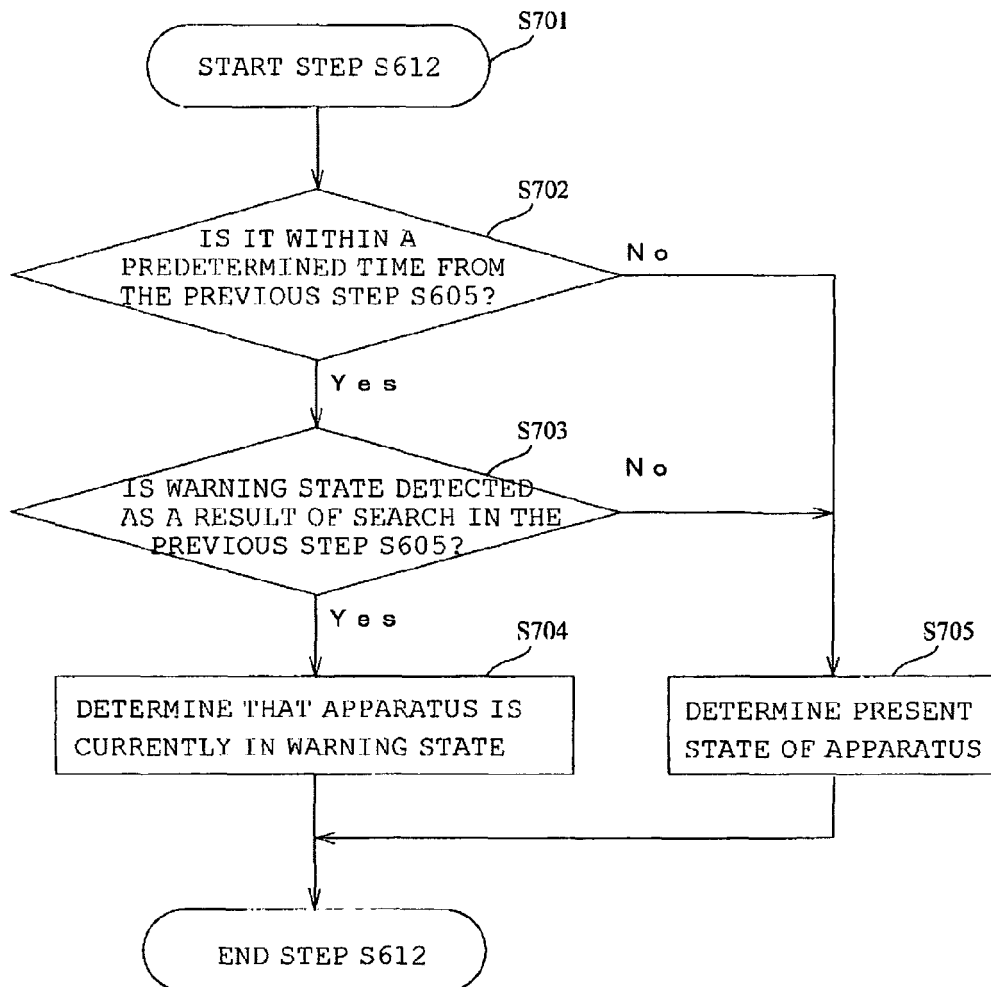 S701
START STEP S612
S702
IS IT WITHIN A
PREDETERMINED TIME FROM
THE PREVIOUS STEP S605?
No
Yes
S703
IS WARNING STATE DETECTED
AS A RESULT OF SEARCH IN THE
PREVIOUS STEP S605?
No
Yes
S704
DETERMINE THAT APPARATUS IS
CURRENTLY IN WARNING STATE
S705
DETERMINE PRESENT
STATE OF APPARATUS
END STEP S612